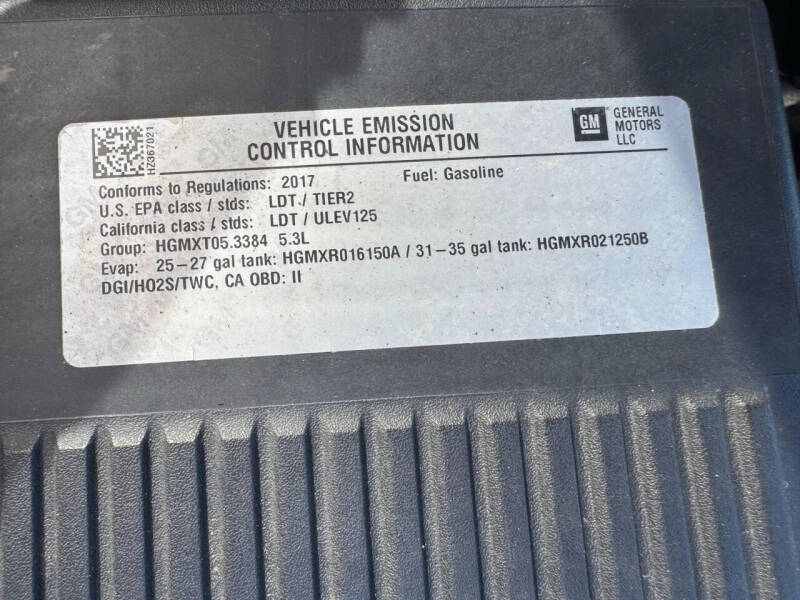 HZ367021
VEHICLE EMISSION
CONTROL INFORMATION
GM
GENERAL
MOTORS
LLC
Conforms to Regulations: 2017 Fuel: Gasoline
U.S. EPA class / stds: LDT / TIER2
California class / stds: LDT / ULEV125
Group: HGMXT05.3384 5.3L
Evap: 25-27 gal tank: HGMXR016150A / 31-35 gal tank: HGMXR021250B
DGI/HO2S/TWC, CA OBD: II